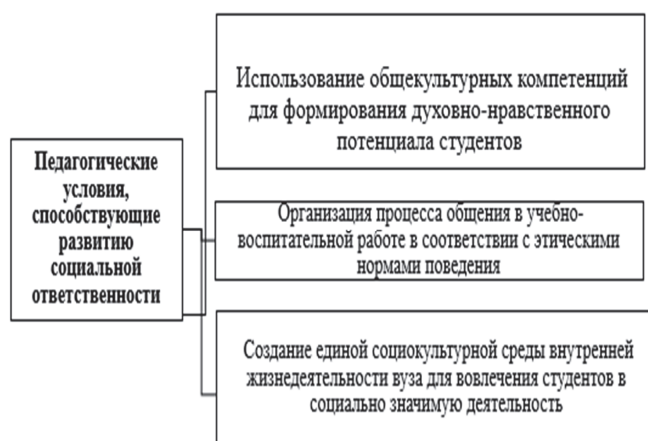 Педагогические
условия,
способствующие
развитию
социальной
ответственности
Использование общекультурных компетенций
для формирования духовно-нравственного
потенциала студентов
Организация процесса общения в учебно-
воспитательной работе в соответствии с этическими
нормами поведения
Создание единой социокультурной среды внутренней
жизнедеятельности вуза для вовлечения студентов в
социально значимую деятельность